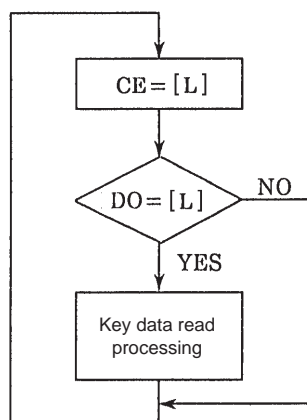 CE = [L]
DO = [L]
NO
YES
Key data read
processing